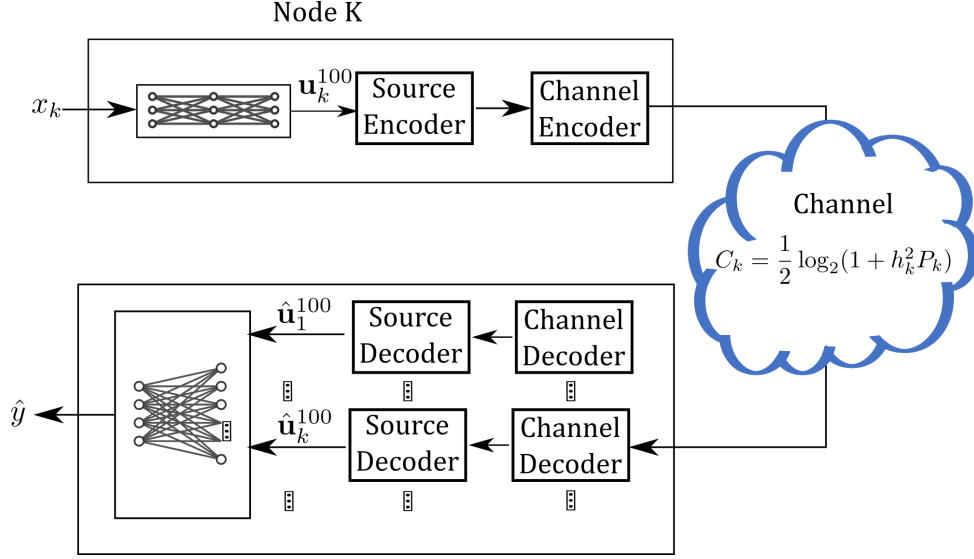 Node K
x_k
u_k^{100}
Source
Encoder
Channel
Encoder
Channel
C_k = \frac{1}{2} \log_2(1 + h_k^2 P_k)
û_1^{100}
Source
Decoder
Channel
Decoder
û_k^{100}
Source
Decoder
Channel
Decoder
ŷ